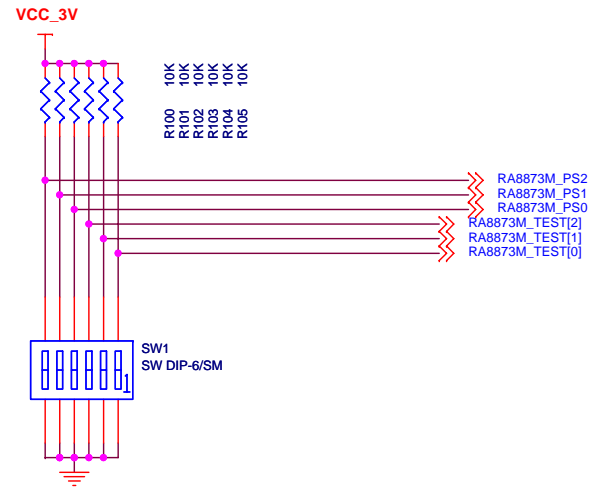 VCC_3V
R100 10K
R101 10K
R102 10K
R103 10K
R104 10K
R105 10K
RA8873M_PS2
RA8873M_PS1
RA8873M_PS0
RA8873M_TEST[2]
RA8873M_TEST[1]
RA8873M_TEST[0]
SW1
SW DIP-6/SM
1